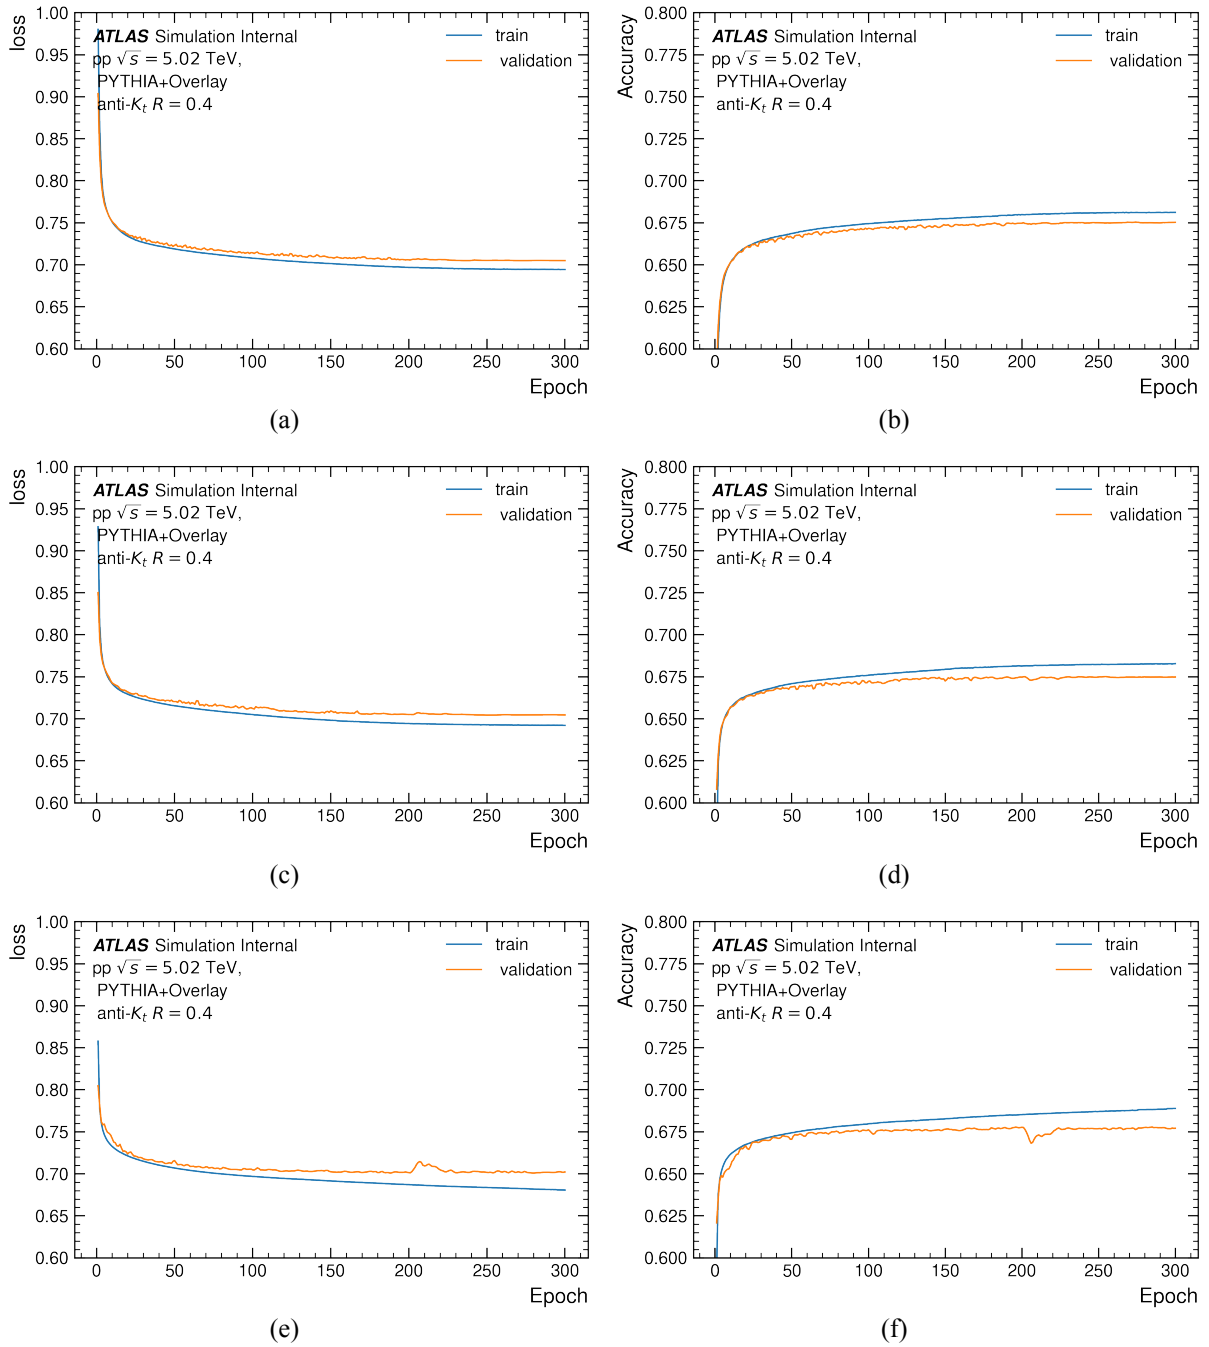 loss
1.00
0.95
0.90
0.85
0.80
0.75
0.70
0.65
0.60
ATLAS Simulation Internal
pp √s = 5.02 TeV,
PYTHIA+Overlay
anti-Kt R = 0.4
train
validation
0 50 100 150 200 250 300
Epoch
(a)
Accuracy
0.800
0.775
0.750
0.725
0.700
0.675
0.650
0.625
0.600
ATLAS Simulation Internal
pp √s = 5.02 TeV,
PYTHIA+Overlay
anti-Kt R = 0.4
train
validation
0 50 100 150 200 250 300
Epoch
(b)
loss
1.00
0.95
0.90
0.85
0.80
0.75
0.70
0.65
0.60
ATLAS Simulation Internal
pp √s = 5.02 TeV,
PYTHIA+Overlay
anti-Kt R = 0.4
train
validation
0 50 100 150 200 250 300
Epoch
(c)
Accuracy
0.800
0.775
0.750
0.725
0.700
0.675
0.650
0.625
0.600
ATLAS Simulation Internal
pp √s = 5.02 TeV,
PYTHIA+Overlay
anti-Kt R = 0.4
train
validation
0 50 100 150 200 250 300
Epoch
(d)
loss
1.00
0.95
0.90
0.85
0.80
0.75
0.70
0.65
0.60
ATLAS Simulation Internal
pp √s = 5.02 TeV,
PYTHIA+Overlay
anti-Kt R = 0.4
train
validation
0 50 100 150 200 250 300
Epoch
(e)
Accuracy
0.800
0.775
0.750
0.725
0.700
0.675
0.650
0.625
0.600
ATLAS Simulation Internal
pp √s = 5.02 TeV,
PYTHIA+Overlay
anti-Kt R = 0.4
train
validation
0 50 100 150 200 250 300
Epoch
(f)